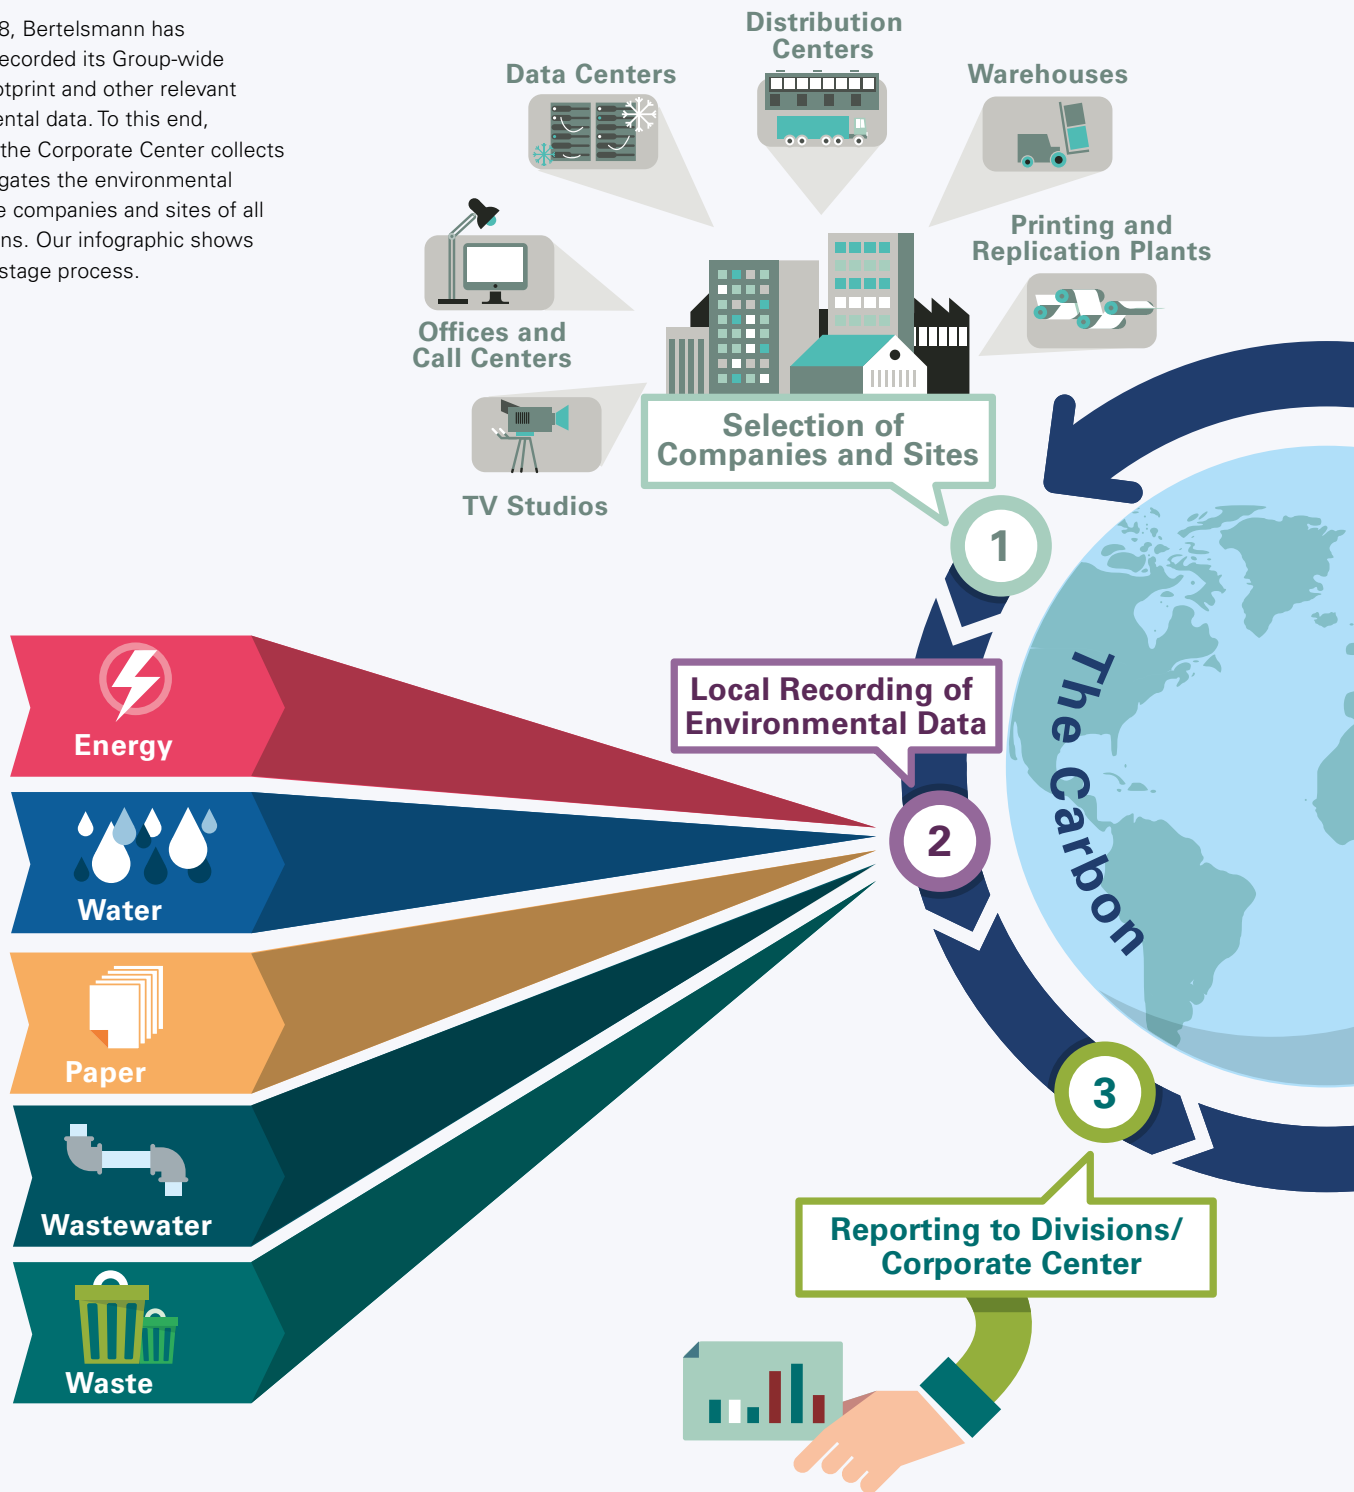 8, Bertelsmann has
ecorded its Group-wide
otprint and other relevant
ental data. To this end,
the Corporate Center collects
gates the environmental
e companies and sites of all
ns. Our infographic shows
stage process.
Distribution
Centers
Data Centers
Warehouses
Printing and
Replication Plants
Offices and
Call Centers
TV Studios
Selection of
Companies and Sites
1
The Carbon
Local Recording of
Environmental Data
2
Energy
Water
Paper
Wastewater
Waste
3
Reporting to Divisions/
Corporate Center